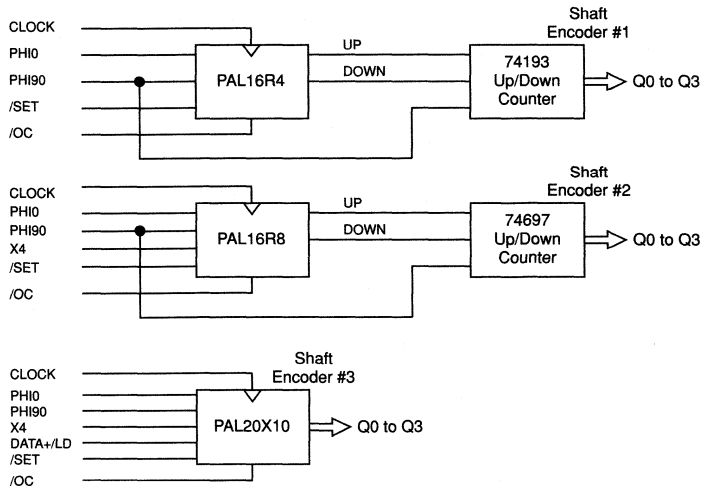 Shaft
Encoder #1
CLOCK
PHI0
PHI90
/SET
/OC
PAL16R4
UP
DOWN
74193
Up/Down
Counter
Q0 to Q3
Shaft
Encoder #2
CLOCK
PHI0
PHI90
X4
/SET
/OC
PAL16R8
UP
DOWN
74697
Up/Down
Counter
Q0 to Q3
Shaft
Encoder #3
CLOCK
PHI0
PHI90
X4
DATA+/LD
/SET
/OC
PAL20X10
Q0 to Q3